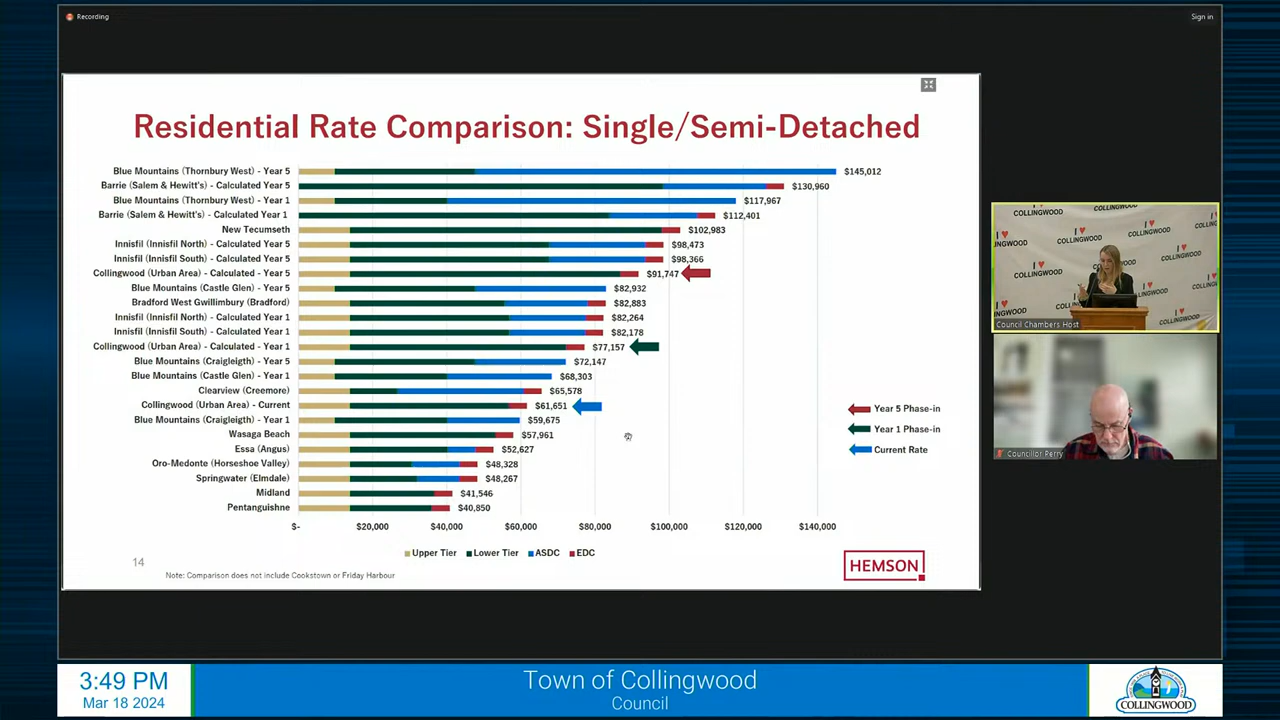 Recording
Sign in
Residential Rate Comparison: Single/Semi-Detached
Blue Mountains (Thornbury West) - Year 5 $145,012
Barrie (Salem & Hewitt's) - Calculated Year 5 $130,960
Blue Mountains (Thornbury West) - Year 1 $117,967
Barrie (Salem & Hewitt's) - Calculated Year 1 $112,401
New Tecumseth $102,983
Innisfil (Innisfil North) - Calculated Year 5 $98,473
Innisfil (Innisfil South) - Calculated Year 5 $98,366
Collingwood (Urban Area) - Calculated - Year 5 $91,747
Blue Mountains (Castle Glen) - Year 5 $82,932
Bradford West Gwillimbury (Bradford) $82,883
Innisfil (Innisfil North) - Calculated Year 1 $82,264
Innisfil (Innisfil South) - Calculated Year 1 $82,178
Collingwood (Urban Area) - Calculated - Year 1 $77,157
Blue Mountains (Craigleigth) - Year 5 $72,147
Blue Mountains (Castle Glen) - Year 1 $68,303
Clearview (Creemore) $65,578
Collingwood (Urban Area) - Current $61,651
Blue Mountains (Craigleigth) - Year 1 $59,675
Wasaga Beach $57,961
Essa (Angus) $52,627
Oro-Medonte (Horseshoe Valley) $48,328
Springwater (Elmdale) $48,267
Midland $41,546
Pentanguishne $40,850
$- $20,000 $40,000 $60,000 $80,000 $100,000 $120,000 $140,000
Upper Tier Lower Tier ASDC EDC
Year 5 Phase-in
Year 1 Phase-in
Current Rate
14
Note: Comparison does not include Cookstown or Friday Harbour
HEMSON
COLLINGWOOD
I ♥
COLLINGWOOD
Council Chambers Host
Councillor Perry
3:49 PM
Mar 18 2024
Town of Collingwood
Council
COLLINGWOOD